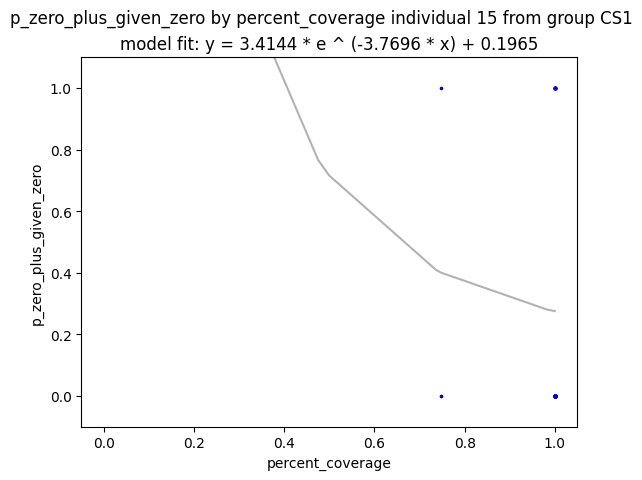 p_zero_plus_given_zero by percent_coverage individual 15 from group CS1
model fit: y = 3.4144 * e ^ (-3.7696 * x) + 0.1965
1.0
0.8
0.6
0.4
0.2
0.0
p_zero_plus_given_zero
0.0 0.2 0.4 0.6 0.8 1.0
percent_coverage